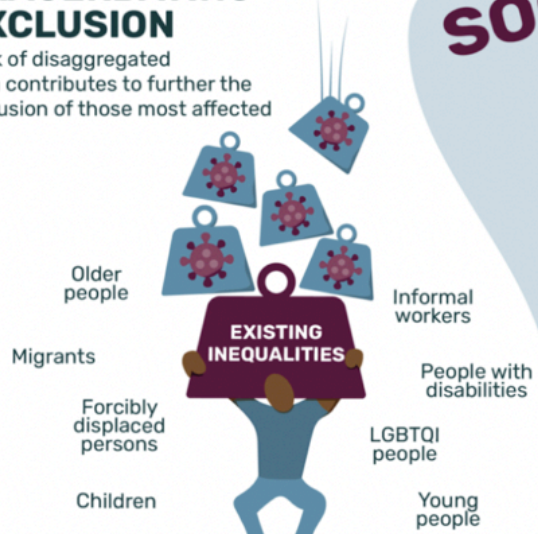 XCLUSION
of disaggregated
contributes to further the
usion of those most affected
SO
EXISTING
INEQUALITIES
Older
people
Migrants
Forcibly
displaced
persons
Children
Informal
workers
People with
disabilities
LGBTQI
people
Young
people